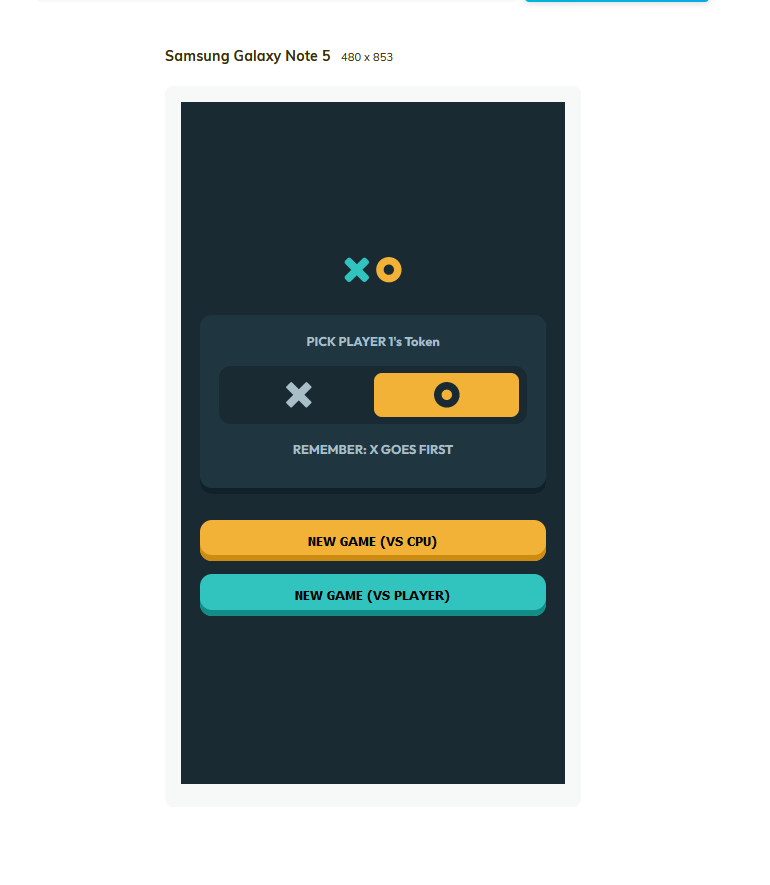 Samsung Galaxy Note 5 480 x 853
PICK PLAYER 1's Token
REMEMBER: X GOES FIRST
NEW GAME (VS CPU)
NEW GAME (VS PLAYER)